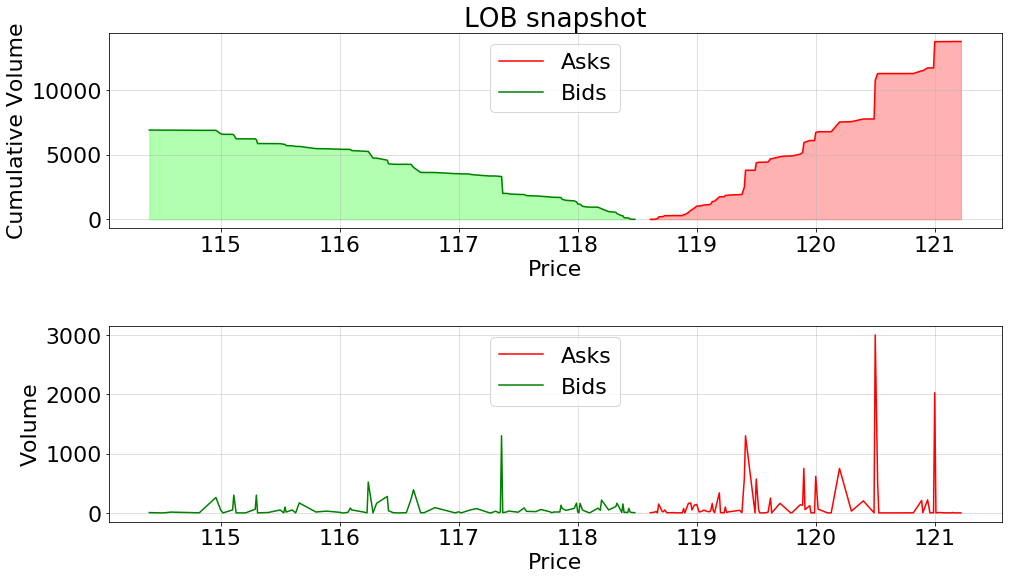 LOB snapshot
Cumulative Volume
10000
5000
0
Asks
Bids
115 116 117 118 119 120 121
Price
Volume
3000
2000
1000
0
Asks
Bids
115 116 117 118 119 120 121
Price